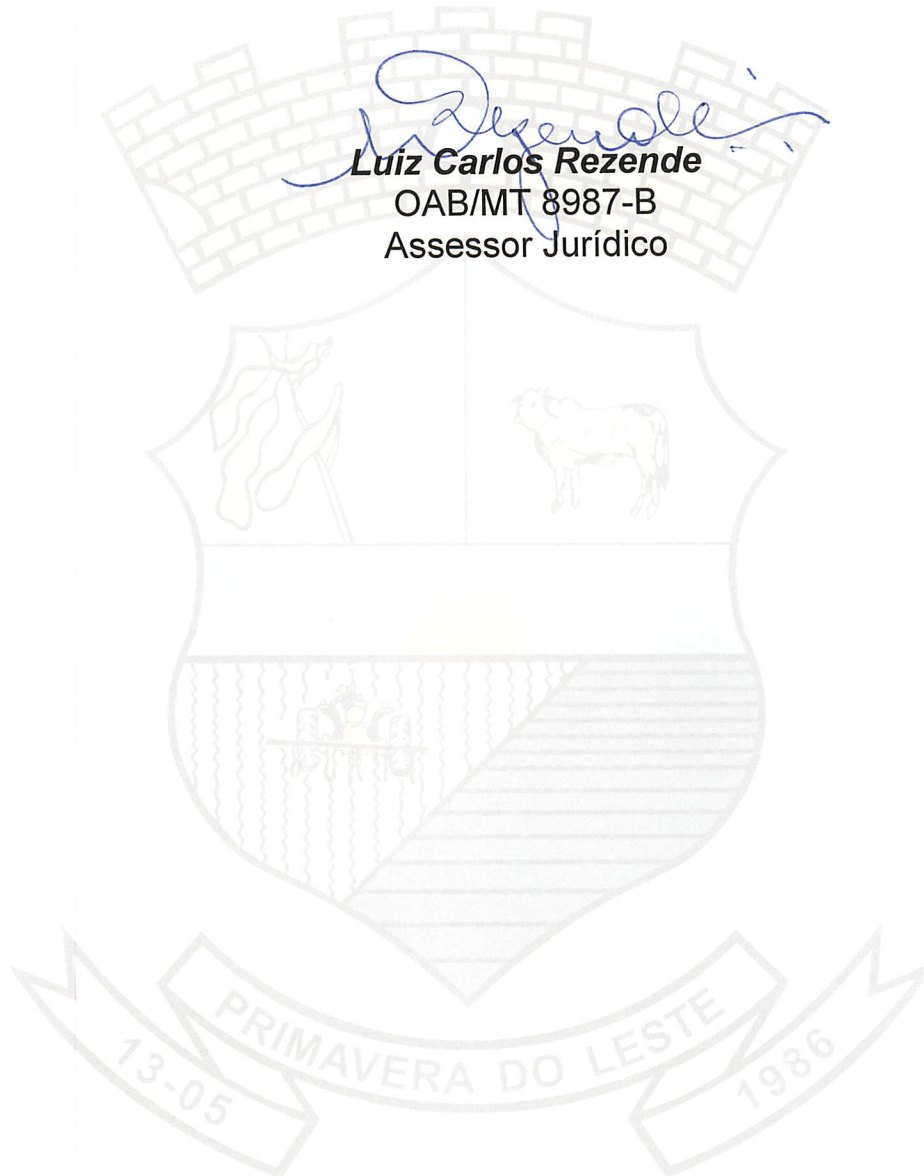 Luiz Carlos Rezende
OAB/MT 8987-B
Assessor Jurídico
PRIMAVERA DO LESTE
13-05
1986